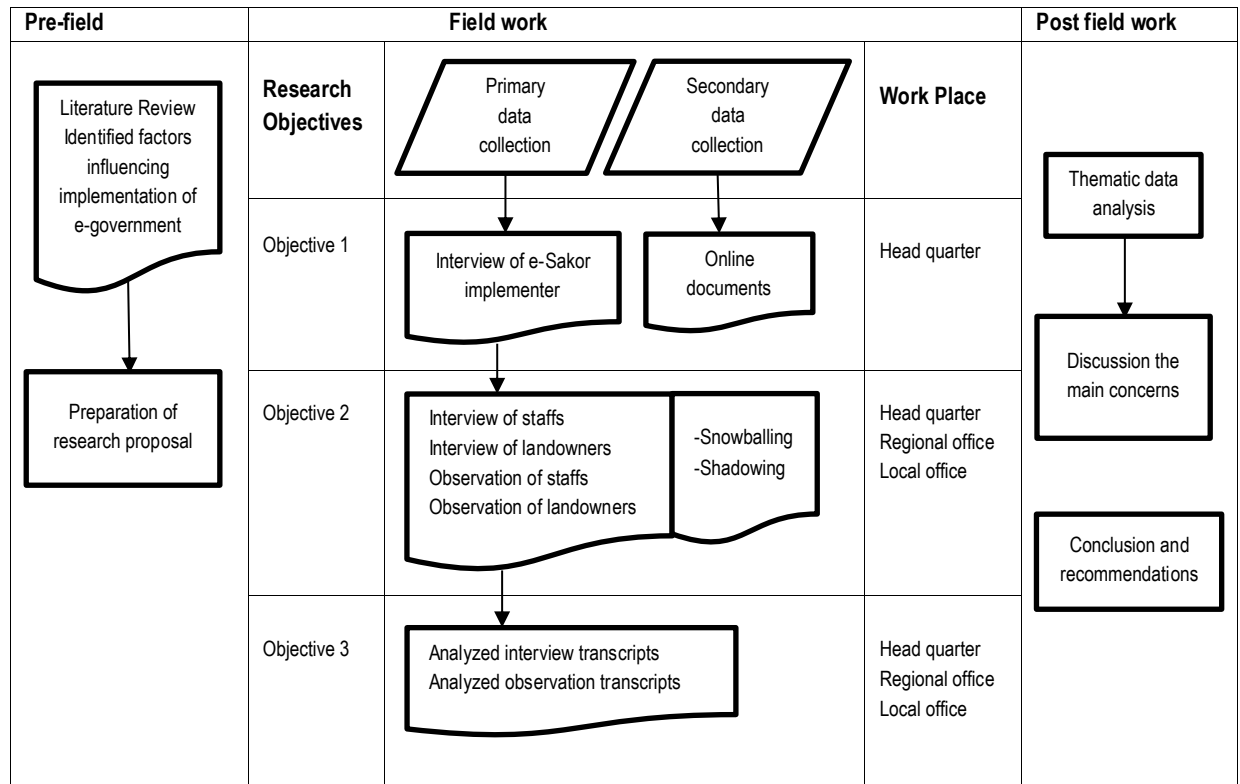 Pre-field
Field work
Post field work
Literature Review
Identified factors
influencing
implementation of
e-government
Preparation of
research proposal
Research
Objectives
Primary
data
collection
Secondary
data
collection
Work Place
Objective 1
Interview of e-Sakor
implementer
Online
documents
Head quarter
Objective 2
Interview of staffs
Interview of landowners
Observation of staffs
Observation of landowners
-Snowballing
-Shadowing
Head quarter
Regional office
Local office
Objective 3
Analyzed interview transcripts
Analyzed observation transcripts
Head quarter
Regional office
Local office
Thematic data
analysis
Discussion the
main concerns
Conclusion and
recommendations